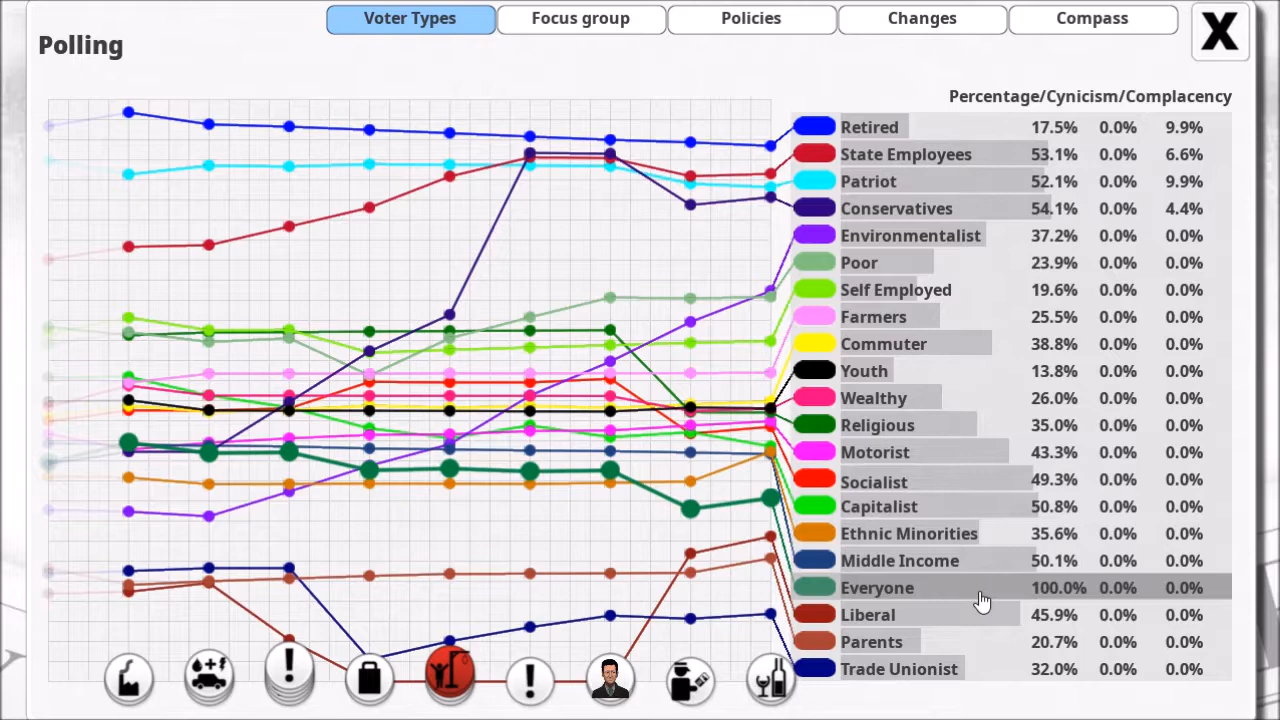 Voter Types Focus group Policies Changes Compass X
Polling
Percentage/Cynicism/Complacency
Retired 17.5% 0.0% 9.9%
State Employees 53.1% 0.0% 6.6%
Patriot 52.1% 0.0% 9.9%
Conservatives 54.1% 0.0% 4.4%
Environmentalist 37.2% 0.0% 0.0%
Poor 23.9% 0.0% 0.0%
Self Employed 19.6% 0.0% 0.0%
Farmers 25.5% 0.0% 0.0%
Commuter 38.8% 0.0% 0.0%
Youth 13.8% 0.0% 0.0%
Wealthy 26.0% 0.0% 0.0%
Religious 35.0% 0.0% 0.0%
Motorist 43.3% 0.0% 0.0%
Socialist 49.3% 0.0% 0.0%
Capitalist 50.8% 0.0% 0.0%
Ethnic Minorities 35.6% 0.0% 0.0%
Middle Income 50.1% 0.0% 0.0%
Everyone 100.0% 0.0% 0.0%
Liberal 45.9% 0.0% 0.0%
Parents 20.7% 0.0% 0.0%
Trade Unionist 32.0% 0.0% 0.0%